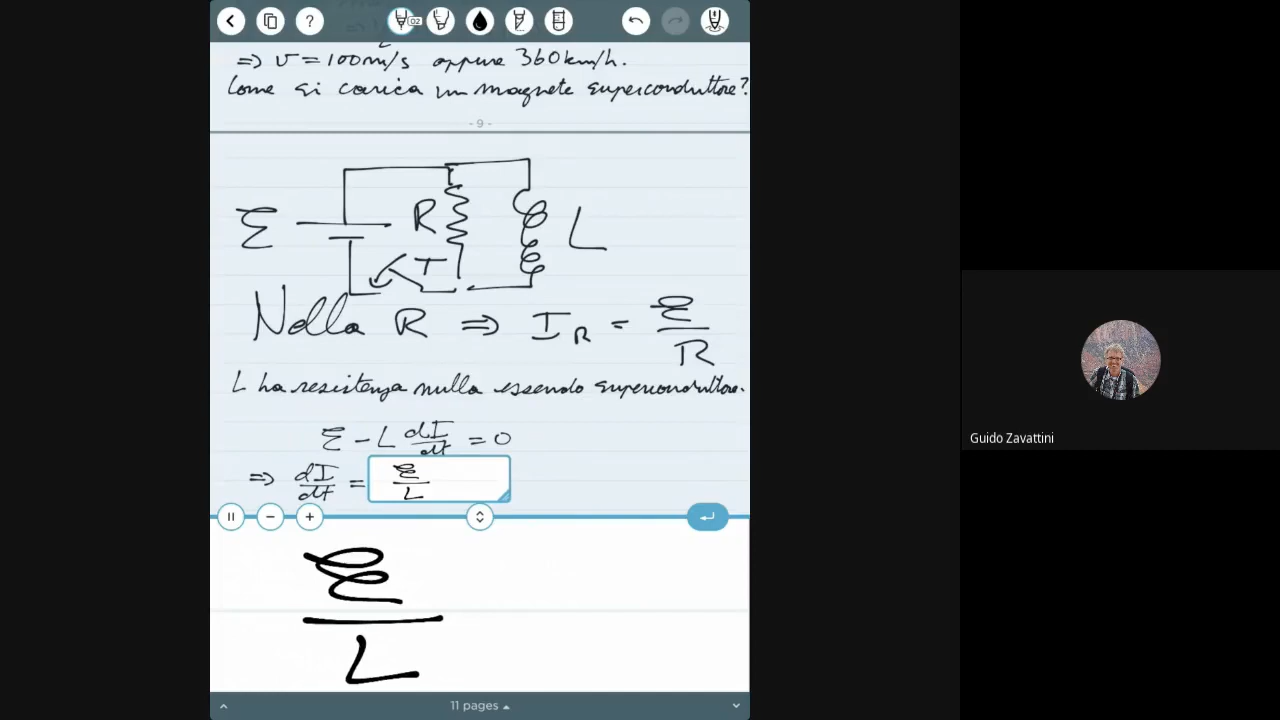 02
⇒ v = 100 m/s oppure 360 km/h.
Come si carica un magnete superconduttore?
- 9 -
ℰ R L
T
Nella R ⇒ I_R = ℰ/R
L ha resistenza nulla essendo superconduttore.
ℰ - L dI/dt = 0
⇒ dI/dt = ℰ/L
ℰ/L
11 pages
Guido Zavattini